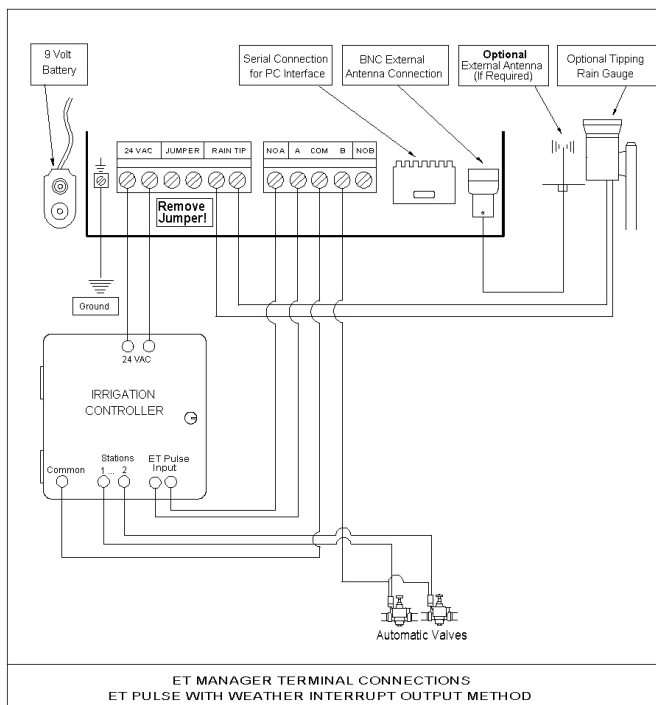 9 Volt
Battery
Serial Connection
for PC Interface
BNC External
Antenna Connection
Optional
External Antenna
(If Required)
Optional Tipping
Rain Gauge
24 VAC
JUMPER
RAIN TIP
NOA
A
COM
B
NOB
Remove
Jumper!
Ground
24 VAC
IRRIGATION
CONTROLLER
Common
Stations
1 ... 2
ET Pulse
Input
Automatic Valves
ET MANAGER TERMINAL CONNECTIONS
ET PULSE WITH WEATHER INTERRUPT OUTPUT METHOD